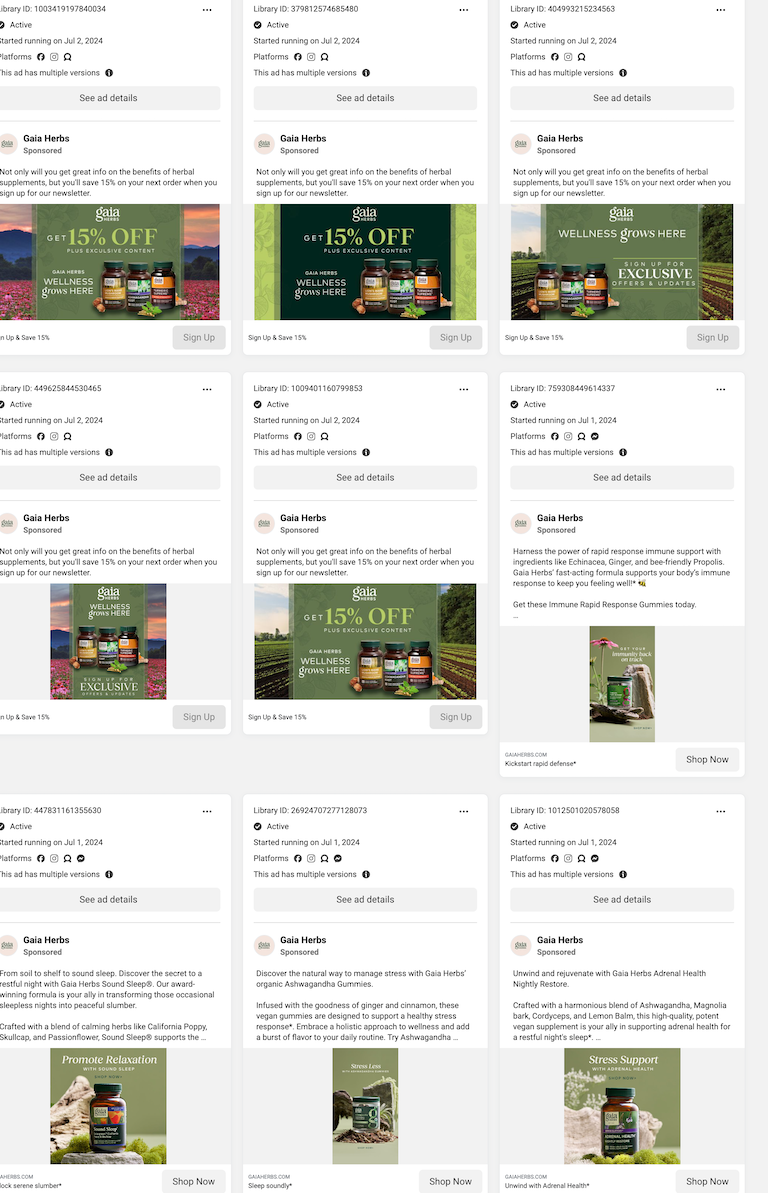 Library ID: 1003419197840034
Active
Started running on Jul 2, 2024
Platforms
This ad has multiple versions
See ad details
Gaia Herbs
Sponsored
Not only will you get great info on the benefits of herbal
supplements, but you'll save 15% on your next order when you
sign up for our newsletter.
gaia
HERBS
GET 15% OFF
PLUS EXCULSIVE CONTENT
GAIA HERBS
WELLNESS
grows HERE
Sign Up & Save 15%
Sign Up
Library ID: 379812574685480
Active
Started running on Jul 2, 2024
Platforms
This ad has multiple versions
See ad details
Gaia Herbs
Sponsored
Not only will you get great info on the benefits of herbal
supplements, but you'll save 15% on your next order when you
sign up for our newsletter.
gaia
HERBS
GET 15% OFF
PLUS EXCULSIVE CONTENT
GAIA HERBS
WELLNESS
grows HERE
Sign Up & Save 15%
Sign Up
Library ID: 404993215234563
Active
Started running on Jul 2, 2024
Platforms
This ad has multiple versions
See ad details
Gaia Herbs
Sponsored
Not only will you get great info on the benefits of herbal
supplements, but you'll save 15% on your next order when you
sign up for our newsletter.
gaia
HERBS
WELLNESS grows HERE
SIGN UP FOR
EXCLUSIVE
OFFERS & UPDATES
Sign Up & Save 15%
Sign Up
Library ID: 449625844530465
Active
Started running on Jul 2, 2024
Platforms
This ad has multiple versions
See ad details
Gaia Herbs
Sponsored
Not only will you get great info on the benefits of herbal
supplements, but you'll save 15% on your next order when you
sign up for our newsletter.
gaia
HERBS
WELLNESS
grows HERE
SIGN UP FOR
EXCLUSIVE
OFFERS & UPDATES
Sign Up & Save 15%
Sign Up
Library ID: 1009401160799853
Active
Started running on Jul 2, 2024
Platforms
This ad has multiple versions
See ad details
Gaia Herbs
Sponsored
Not only will you get great info on the benefits of herbal
supplements, but you'll save 15% on your next order when you
sign up for our newsletter.
gaia
HERBS
GET 15% OFF
PLUS EXCULSIVE CONTENT
GAIA HERBS
WELLNESS
grows HERE
Sign Up & Save 15%
Sign Up
Library ID: 759308449614337
Active
Started running on Jul 1, 2024
Platforms
This ad has multiple versions
See ad details
Gaia Herbs
Sponsored
Harness the power of rapid response immune support with
ingredients like Echinacea, Ginger, and bee-friendly Propolis.
Gaia Herbs' fast-acting formula supports your body's immune
response to keep you feeling well!* 🐝
Get these Immune Rapid Response Gummies today.
...
GET YOUR
immunity back
on track
GAIAHERBS.COM
Kickstart rapid defense*
Shop Now
Library ID: 447831161355630
Active
Started running on Jul 1, 2024
Platforms
This ad has multiple versions
See ad details
Gaia Herbs
Sponsored
From soil to shelf to sound sleep. Discover the secret to a
restful night with Gaia Herbs Sound Sleep®. Our award-
winning formula is your ally in transforming those occasional
sleepless nights into peaceful slumber.
Crafted with a blend of calming herbs like California Poppy,
Skullcap, and Passionflower, Sound Sleep® supports the ...
Promote Relaxation
WITH SOUND SLEEP
SHOP NOW
gaia
Sound Sleep
GAIAHERBS.COM
lock serene slumber*
Shop Now
Library ID: 26924707277128073
Active
Started running on Jul 1, 2024
Platforms
This ad has multiple versions
See ad details
Gaia Herbs
Sponsored
Discover the natural way to manage stress with Gaia Herbs'
organic Ashwagandha Gummies.
Infused with the goodness of ginger and cinnamon, these
vegan gummies are designed to support a healthy stress
response*. Embrace a holistic approach to wellness and add
a burst of flavor to your daily routine. Try Ashwagandha ...
Stress Less
GAIAHERBS.COM
Sleep soundly*
Shop Now
Library ID: 1012501020578058
Active
Started running on Jul 1, 2024
Platforms
This ad has multiple versions
See ad details
Gaia Herbs
Sponsored
Unwind and rejuvenate with Gaia Herbs Adrenal Health
Nightly Restore.
Crafted with a harmonious blend of Ashwagandha, Magnolia
bark, Cordyceps, and Lemon Balm, this high-quality, potent
vegan supplement is your ally in supporting adrenal health for
a restful night's sleep*. ...
Stress Support
WITH ADRENAL HEALTH
SHOP NOW
gaia
ADRENAL HEALTH
GAIAHERBS.COM
Unwind with Adrenal Health*
Shop Now